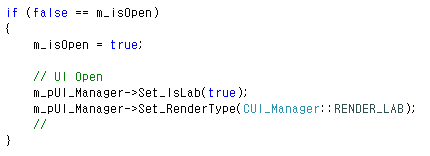 if (false == m_isOpen)
{
    m_isOpen = true;

    // UI Open
    m_pUI_Manager->Set_IsLab(true);
    m_pUI_Manager->Set_RenderType(CUI_Manager::RENDER_LAB);
    //
}